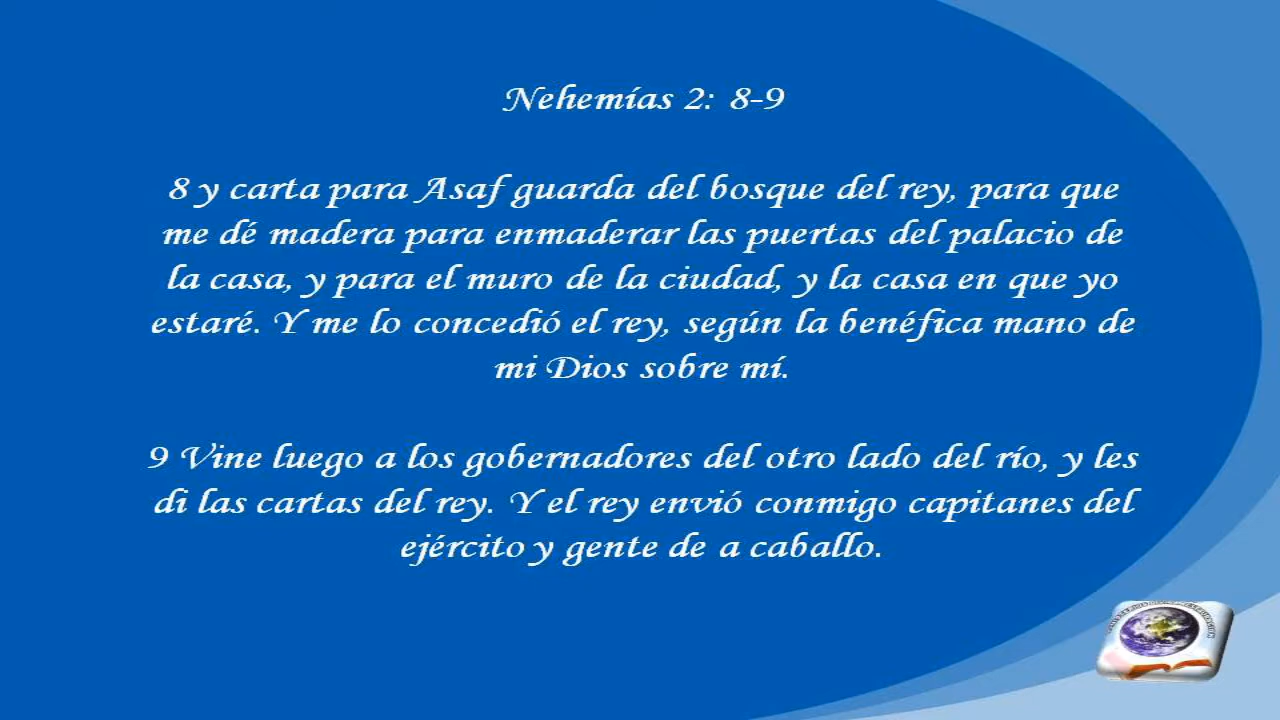 Nehemías 2: 8-9
8 y carta para Asaf guarda del bosque del rey, para que
me dé madera para enmaderar las puertas del palacio de
la casa, y para el muro de la ciudad, y la casa en que yo
estaré. Y me lo concedió el rey, según la benéfica mano de
mi Dios sobre mí.
9 Vine luego a los gobernadores del otro lado del río, y les
di las cartas del rey. Y el rey envió conmigo capitanes del
ejército y gente de a caballo.